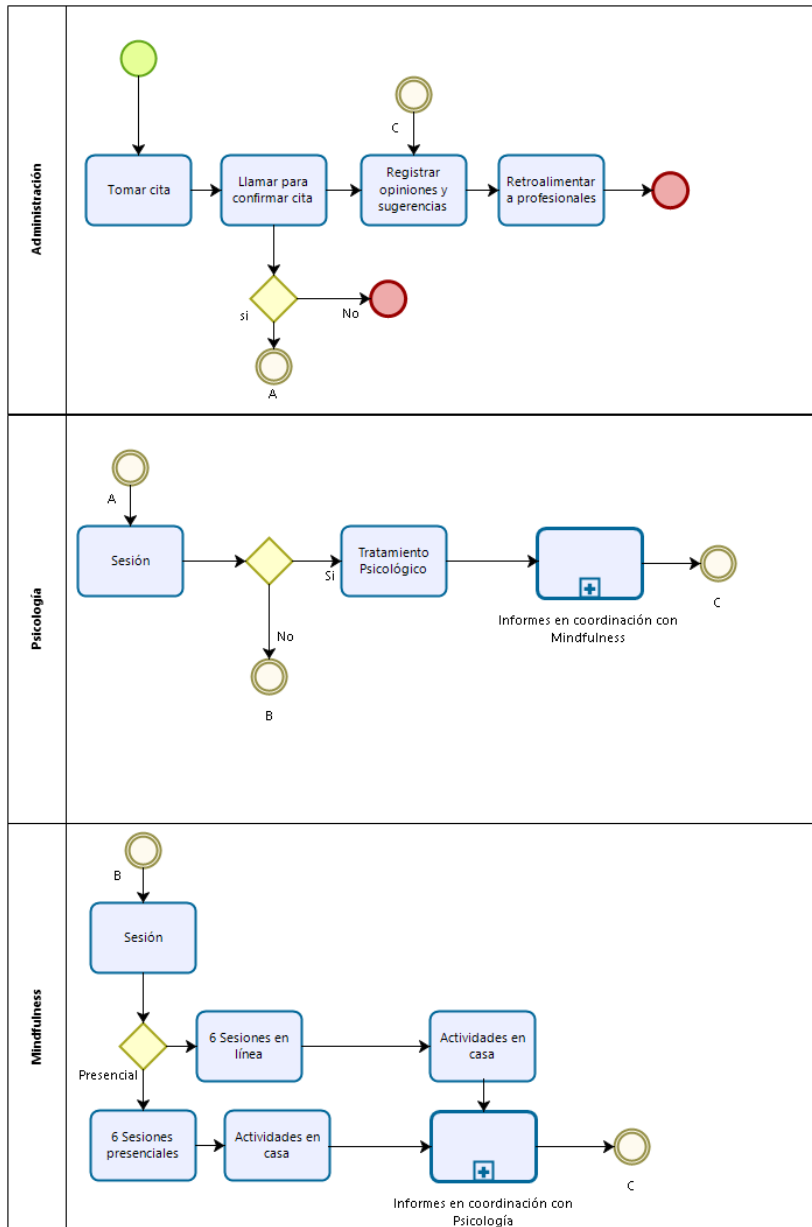 Administración
C
Tomar cita
Llamar para
confirmar cita
Registrar
opiniones y
sugerencias
Retroalimentar
a profesionales
si
No
A
Psicología
A
Sesión
Si
Tratamiento
Psicológico
Informes en coordinación con
Mindfulness
C
No
B
Mindfulness
B
Sesión
6 Sesiones en
línea
Actividades en
casa
Presencial
6 Sesiones
presenciales
Actividades en
casa
Informes en coordinación con
Psicología
C